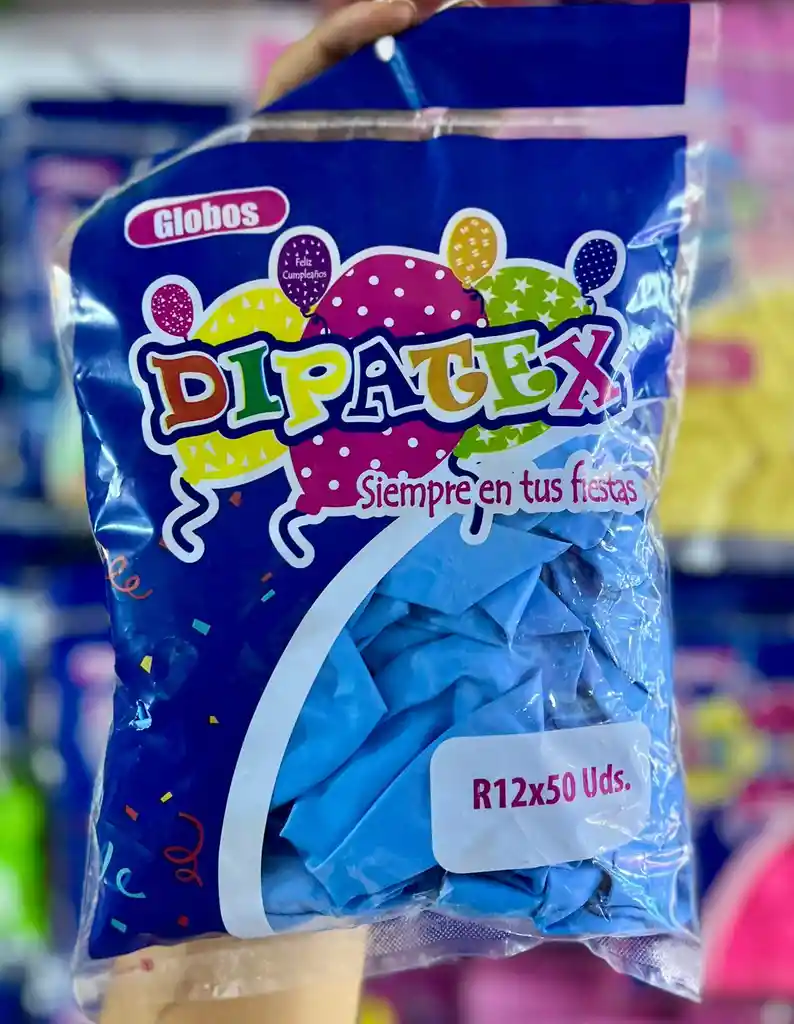 Globos
Feliz
Cumpleaños
DIPATEX
Siempre en tus fiestas
R12x50 Uds.